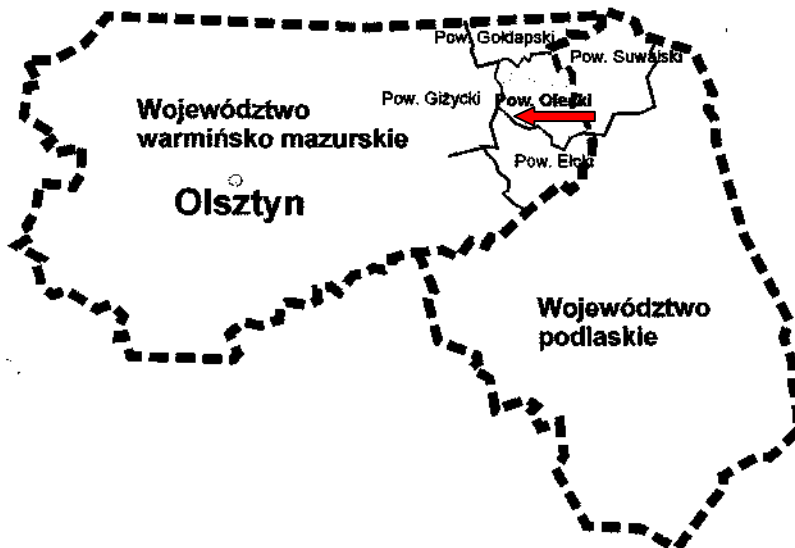 Pow. Gołdapski
Pow. Suwalski
Pow. Giżycki
Pow. Olecki
Województwo
warmińsko mazurskie
Pow. Ełcki
Olsztyn
Województwo
podlaskie